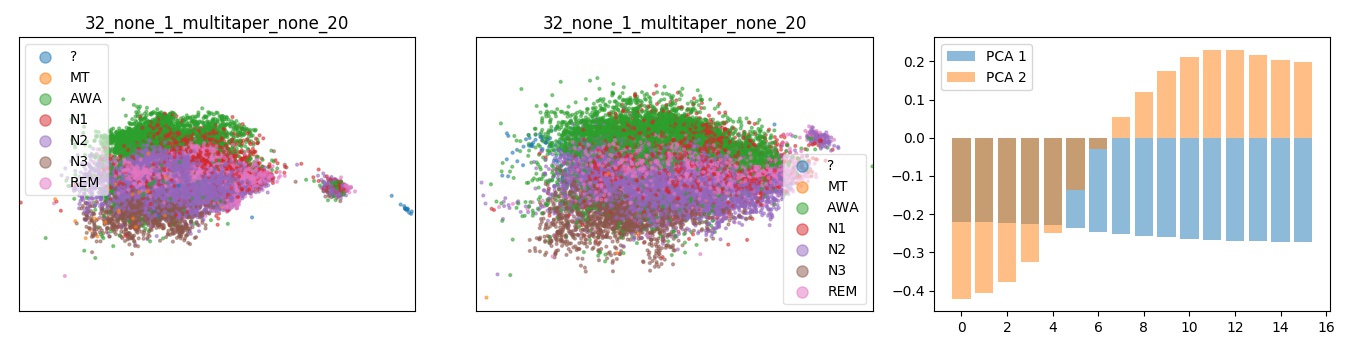 32_none_1_multitaper_none_20
?
MT
AWA
N1
N2
N3
REM
32_none_1_multitaper_none_20
?
MT
AWA
N1
N2
N3
REM
PCA 1
PCA 2
0.2
0.1
0.0
−0.1
−0.2
−0.3
−0.4
0 2 4 6 8 10 12 14 16